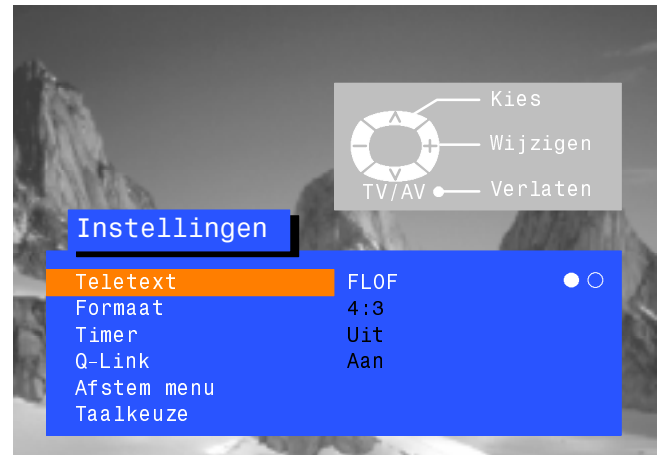 Kies
Wijzigen
TV/AV Verlaten
Instellingen
Teletext FLOF
Formaat 4:3
Timer Uit
Q-Link Aan
Afstem menu
Taalkeuze